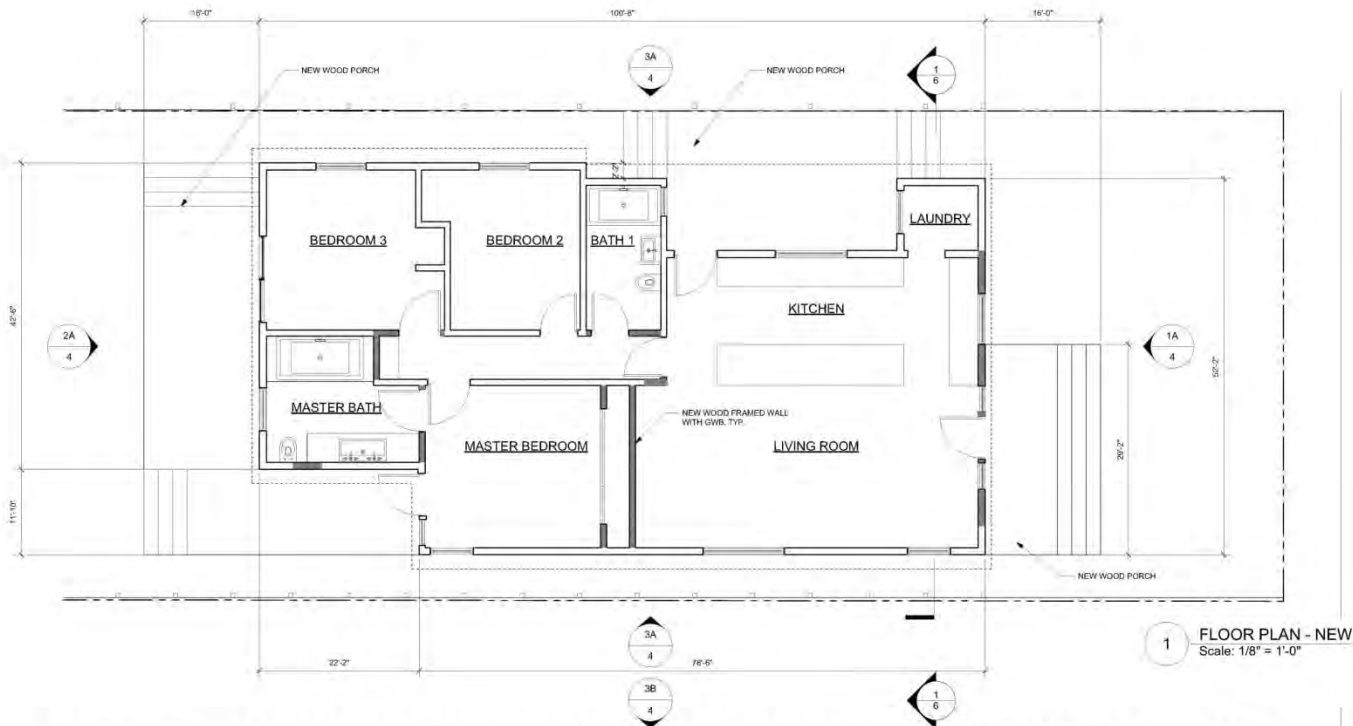 16'-0"
100'-8"
16'-0"
NEW WOOD PORCH
3A
4
NEW WOOD PORCH
1
6
2'-2"
BEDROOM 3
BEDROOM 2
BATH 1
LAUNDRY
42'-6"
KITCHEN
2A
4
1A
4
52'-2"
MASTER BATH
NEW WOOD FRAMED WALL
WITH GWB, TYP.
MASTER BEDROOM
LIVING ROOM
29'-2"
11'-10"
NEW WOOD PORCH
3A
4
1
FLOOR PLAN - NEW
Scale: 1/8" = 1'-0"
22'-2"
78'-6"
3B
4
1
6